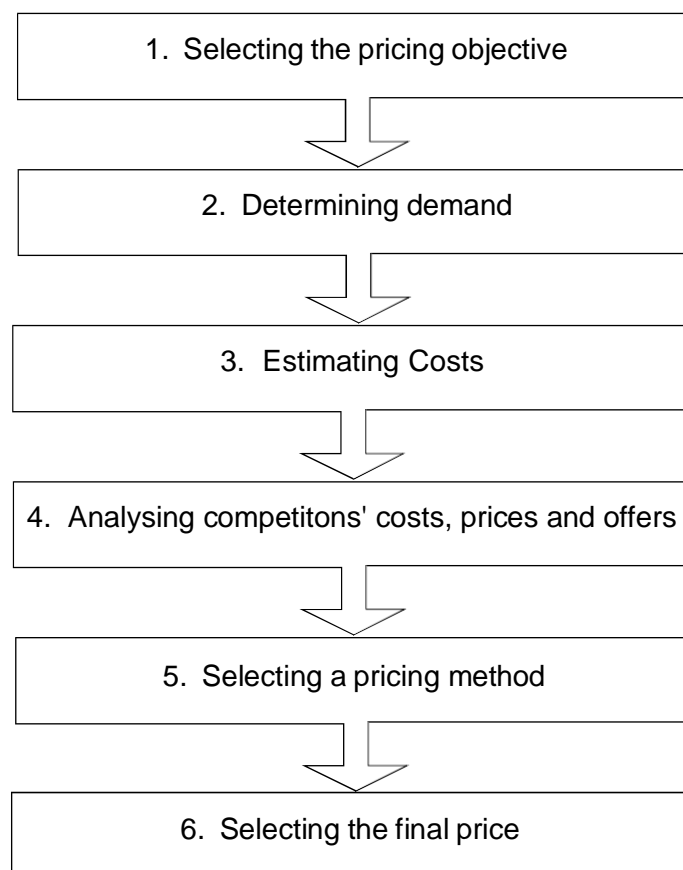 1. Selecting the pricing objective
2. Determining demand
3. Estimating Costs
4. Analysing competitons' costs, prices and offers
5. Selecting a pricing method
6. Selecting the final price